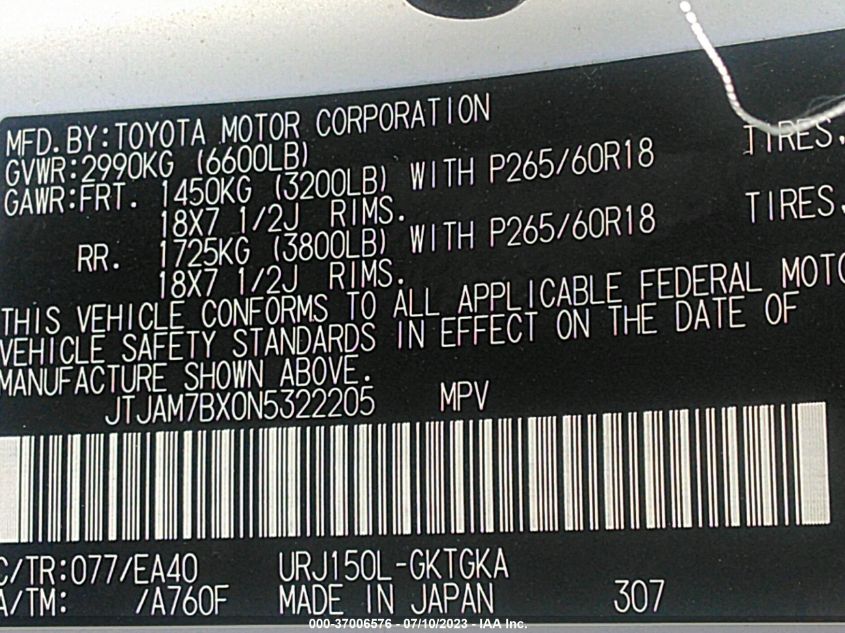 MFD.BY:TOYOTA MOTOR CORPORATION
GVWR:2990KG (6600LB)
GAWR:FRT. 1450KG (3200LB) WITH P265/60R18 TIRES.
18X7 1/2J RIMS.
RR. 1725KG (3800LB) WITH P265/60R18 TIRES.
18X7 1/2J RIMS.
THIS VEHICLE CONFORMS TO ALL APPLICABLE FEDERAL MOTO
VEHICLE SAFETY STANDARDS IN EFFECT ON THE DATE OF
MANUFACTURE SHOWN ABOVE.
JTJAM7BX0N5322205 MPV
C/TR:077/EA40 URJ150L-GKTGKA
A/TM: /A760F MADE IN JAPAN 307
000-37006576 - 07/10/2023 - IAA Inc.